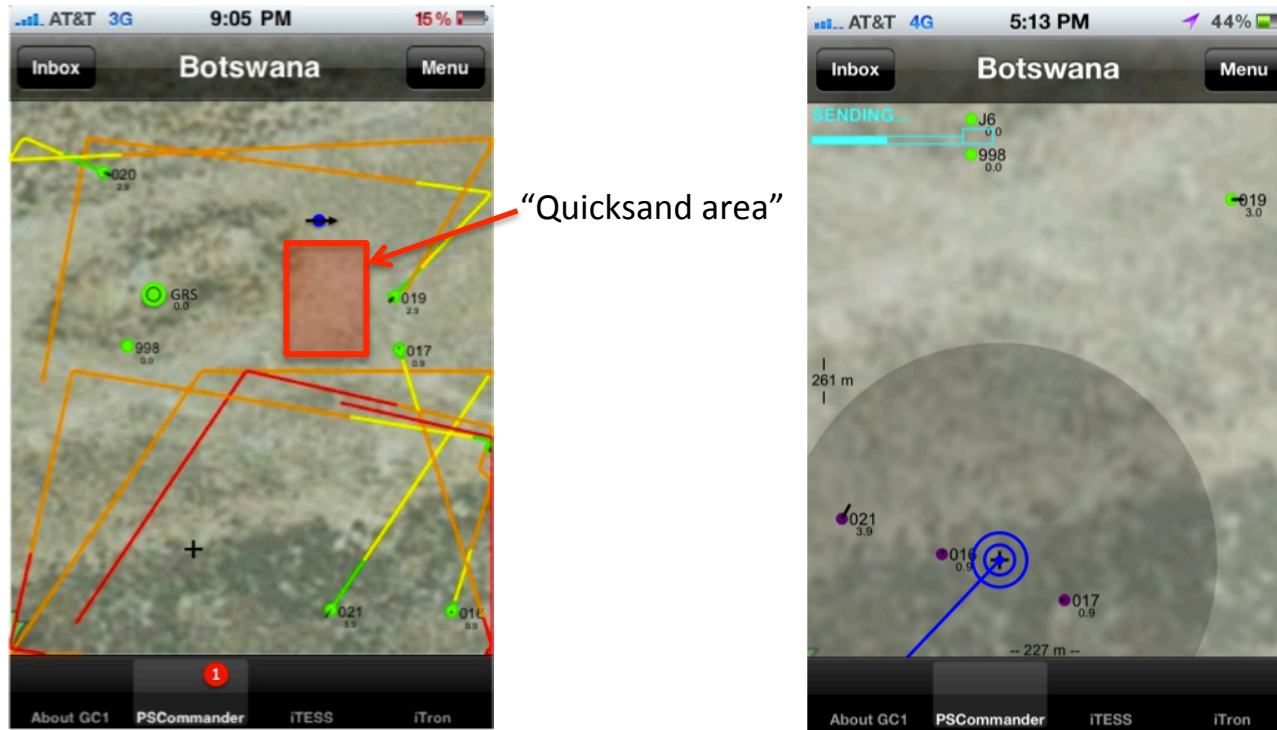 AT&T 3G 9:05 PM 15%
Inbox Botswana Menu
020
2.9
GRS
0.0
019
2.9
998
0.0
017
0.9
021
3.9
016
0.9
1
About GC1 PSCommander iTESS iTron
“Quicksand area”
AT&T 4G 5:13 PM 44%
Inbox Botswana Menu
SENDING...
J6
0.0
998
0.0
019
3.0
261 m
021
3.9
016
0.9
017
0.9
-- 227 m --
About GC1 PSCommander iTESS iTron